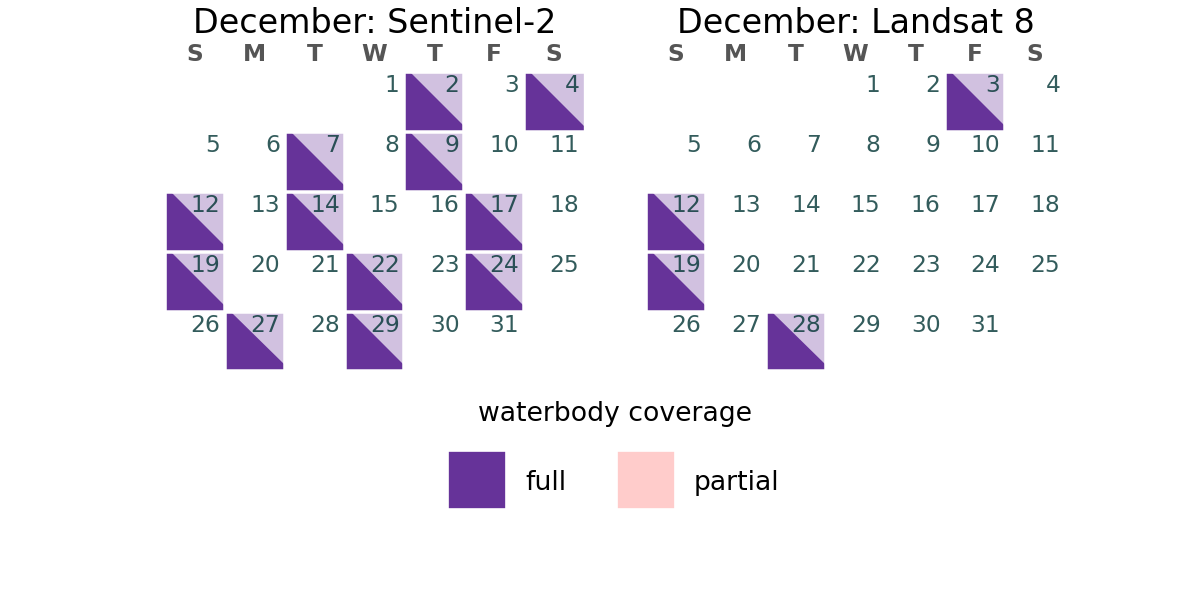 December: Sentinel-2
S M T W T F S
1 2 3 4
5 6 7 8 9 10 11
12 13 14 15 16 17 18
19 20 21 22 23 24 25
26 27 28 29 30 31
December: Landsat 8
S M T W T F S
1 2 3 4
5 6 7 8 9 10 11
12 13 14 15 16 17 18
19 20 21 22 23 24 25
26 27 28 29 30 31
waterbody coverage
full partial